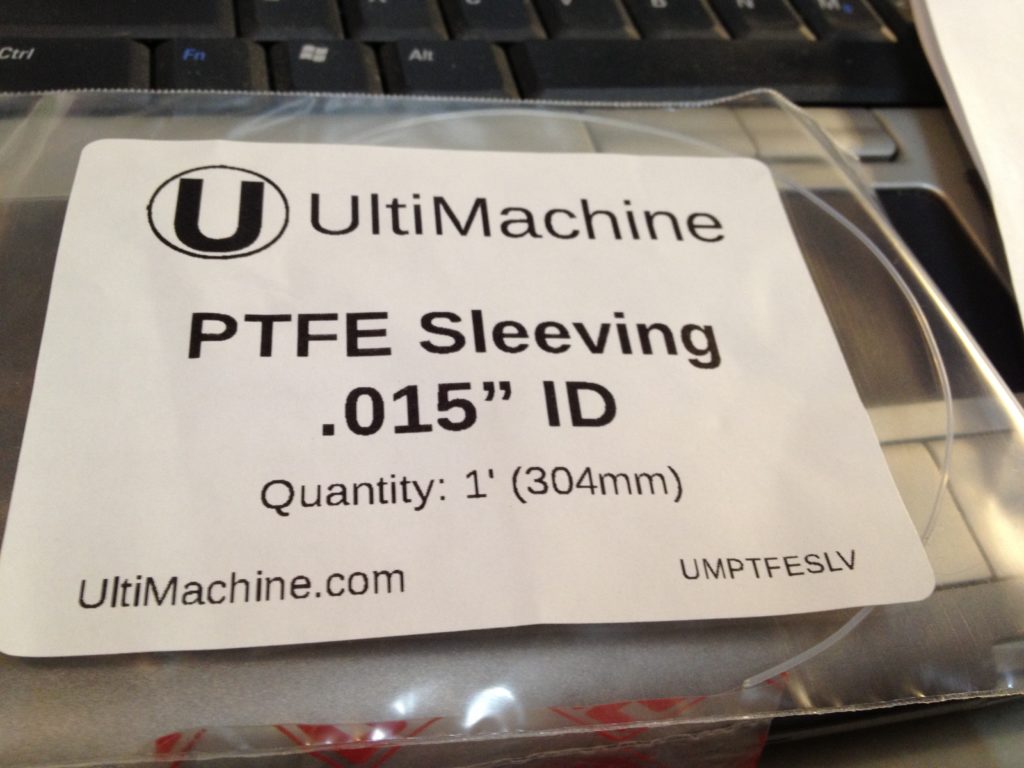 Ctrl Fn Alt
U UltiMachine
PTFE Sleeving
.015” ID
Quantity: 1' (304mm)
UltiMachine.com
UMPTFESLV